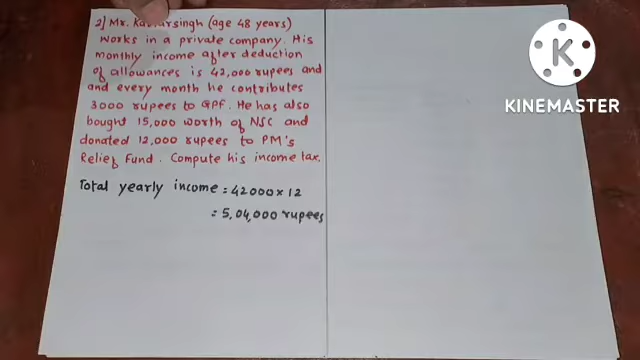 2) Mr. Kartarsingh (age 48 years)
works in a private company. His
monthly income after deduction
of allowances is 42,000 rupees and
and every month he contributes
3000 rupees to GPF. He has also
bought 15,000 worth of NSC and
donated 12,000 rupees to PM's
Relief Fund. Compute his income tax.
Total yearly income = 42000 x 12
= 5,04,000 rupees
K
KINEMASTER